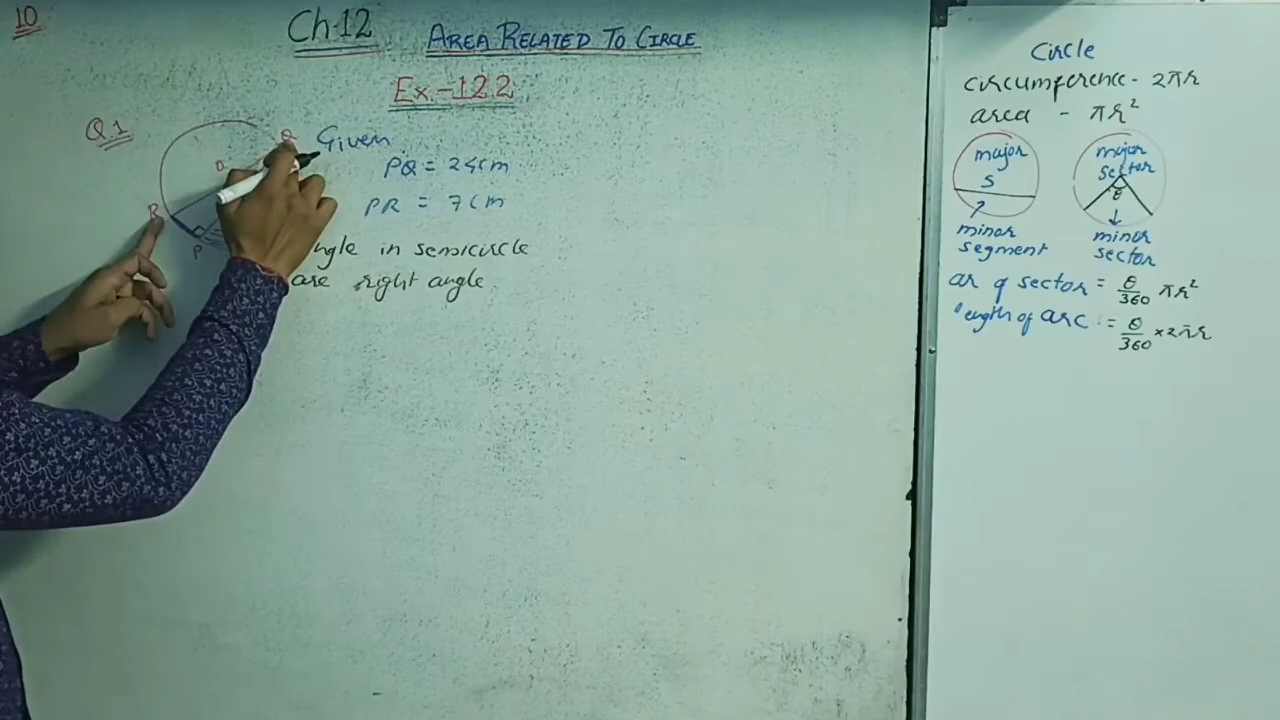 10
Ch-12
AREA RELATED TO CIRCLE
Ex.-12.2
Q.1
Q
O
R
P
Given
PQ = 24cm
PR = 7cm
ngle in semicircle
are right angle.
Circle
circumference - 2πr
area - πr²
major
S
minor
segment
major
sector
θ
minor
sector
ar of sector = θ/360 πr²
length of arc = θ/360 × 2πr